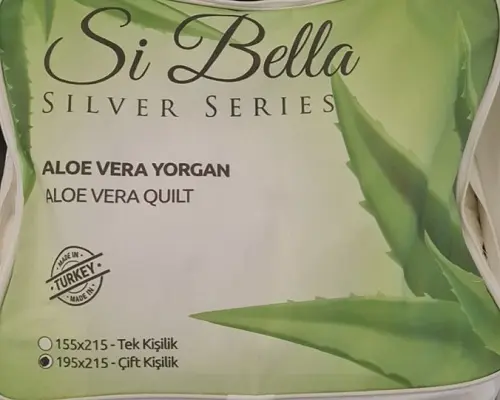 Si Bella
SILVER SERIES
ALOE VERA YORGAN
ALOE VERA QUILT
MADE IN
TURKEY
MADE IN
155x215 - Tek Kişilik
195x215 - Çift Kişilik